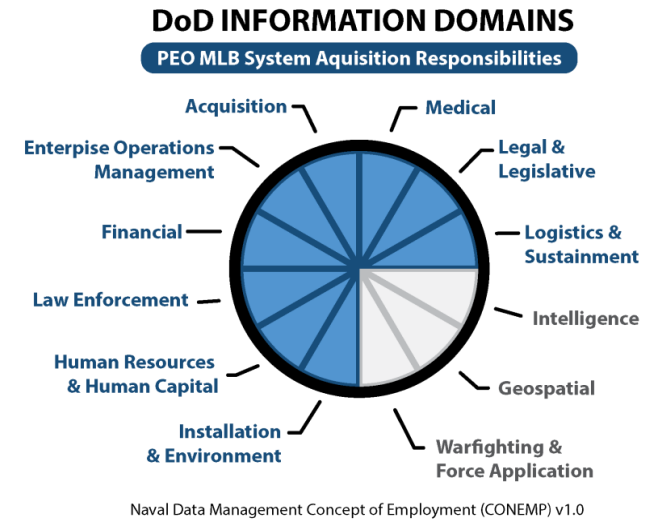 DoD INFORMATION DOMAINS
PEO MLB System Aquisition Responsibilities
Acquisition
Medical
Enterpise Operations
Management
Legal &
Legislative
Financial
Logistics &
Sustainment
Law Enforcement
Intelligence
Human Resources
& Human Capital
Geospatial
Installation
& Environment
Warfighting &
Force Application
Naval Data Management Concept of Employment (CONEMP) v1.0